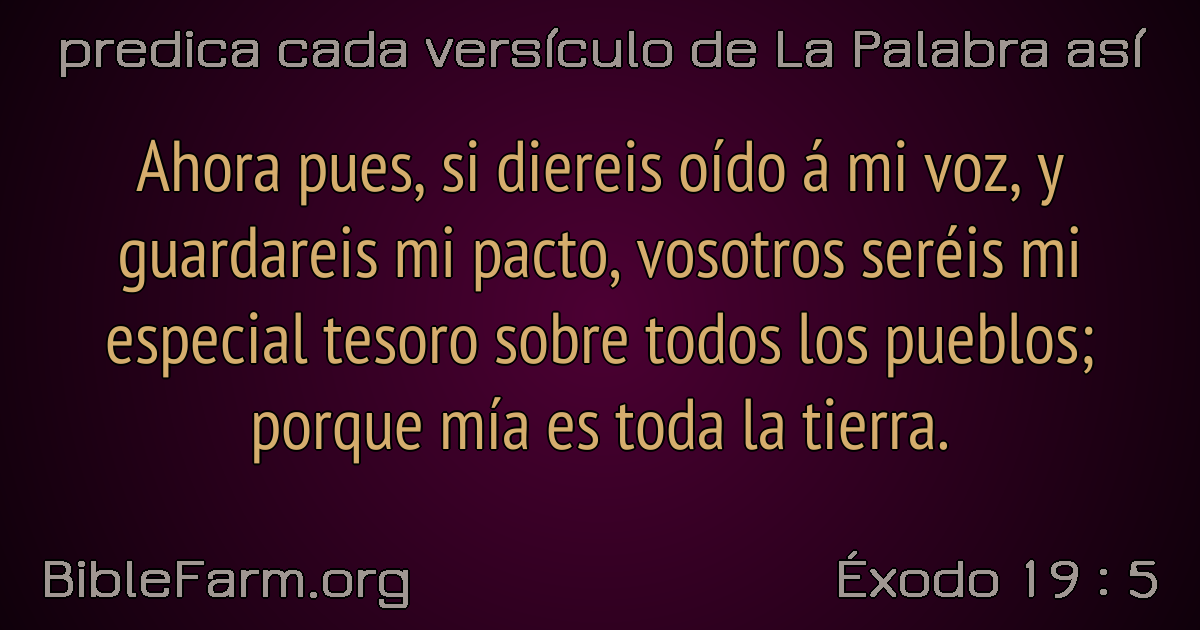 predica cada versículo de La Palabra así
Ahora pues, si diereis oído á mi voz, y
guardareis mi pacto, vosotros seréis mi
especial tesoro sobre todos los pueblos;
porque mía es toda la tierra.
BibleFarm.org
Éxodo 19 : 5